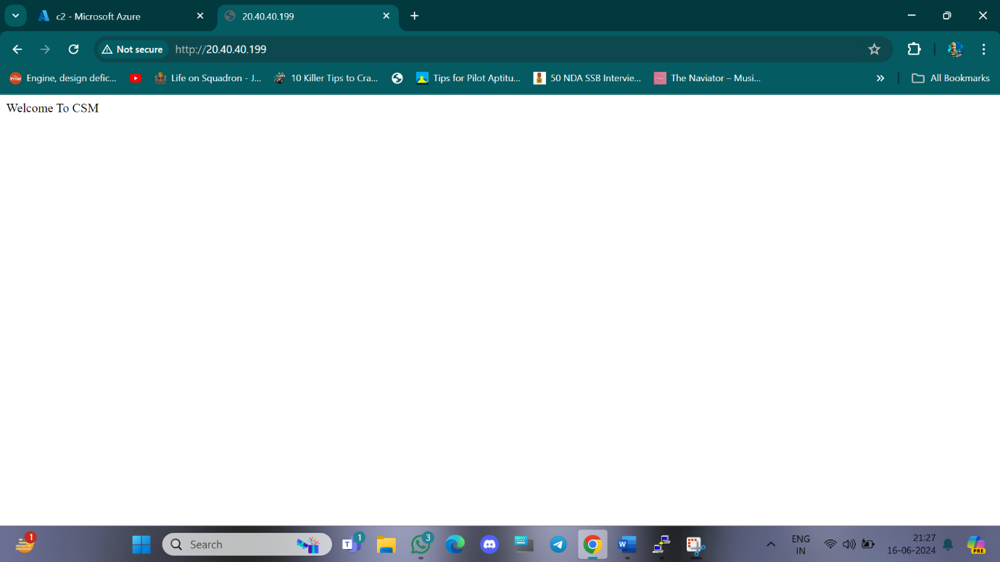 c2 - Microsoft Azure
20.40.40.199
Not secure
http://20.40.40.199
Print
Engine, design defic...
Life on Squadron - J...
10 Killer Tips to Cra...
Tips for Pilot Aptitu...
50 NDA SSB Intervie...
The Naviator – Musi...
All Bookmarks
Welcome To CSM
1
Search
T
1
3
W
ENG
IN
21:27
16-06-2024
PRE